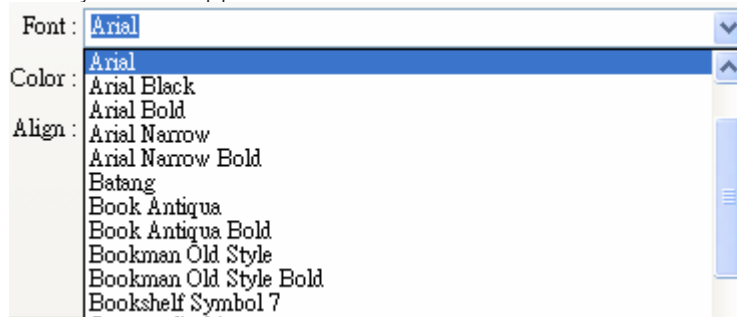 Font : Arial
Arial
Color :
Arial Black
Arial Bold
Align :
Arial Narrow
Arial Narrow Bold
Batang
Book Antiqua
Book Antiqua Bold
Bookman Old Style
Bookman Old Style Bold
Bookshelf Symbol 7